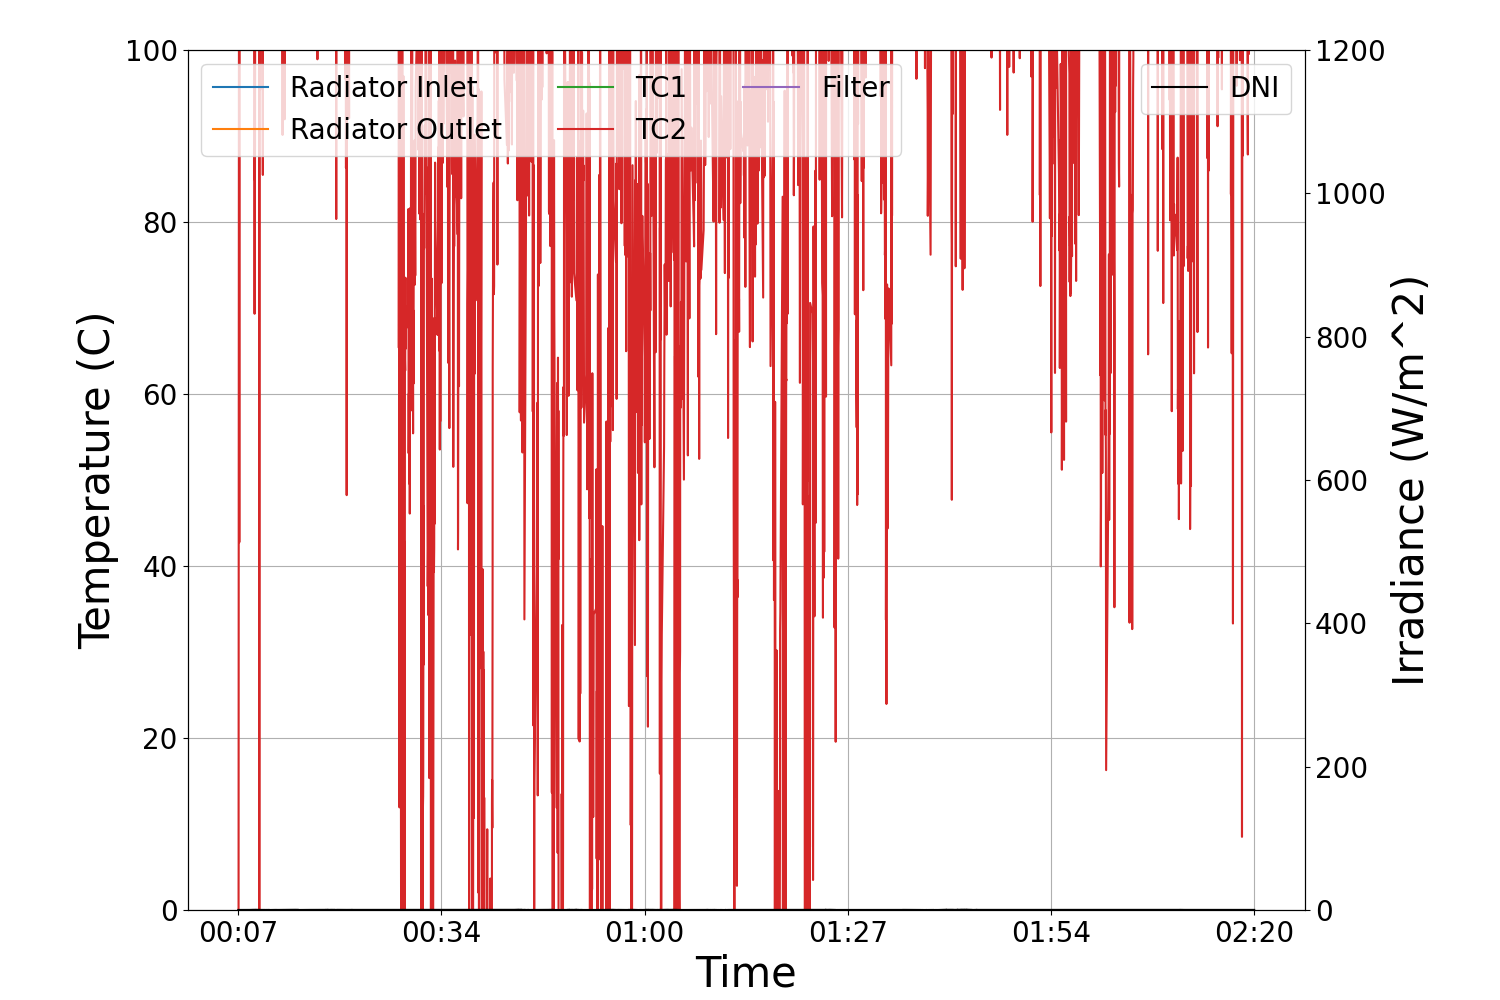 100
80
60
40
20
0
Temperature (C)
Radiator Inlet
Radiator Outlet
TC1
TC2
Filter
DNI
1200
1000
800
600
400
200
0
Irradiance (W/m^2)
00:07 00:34 01:00 01:27 01:54 02:20
Time